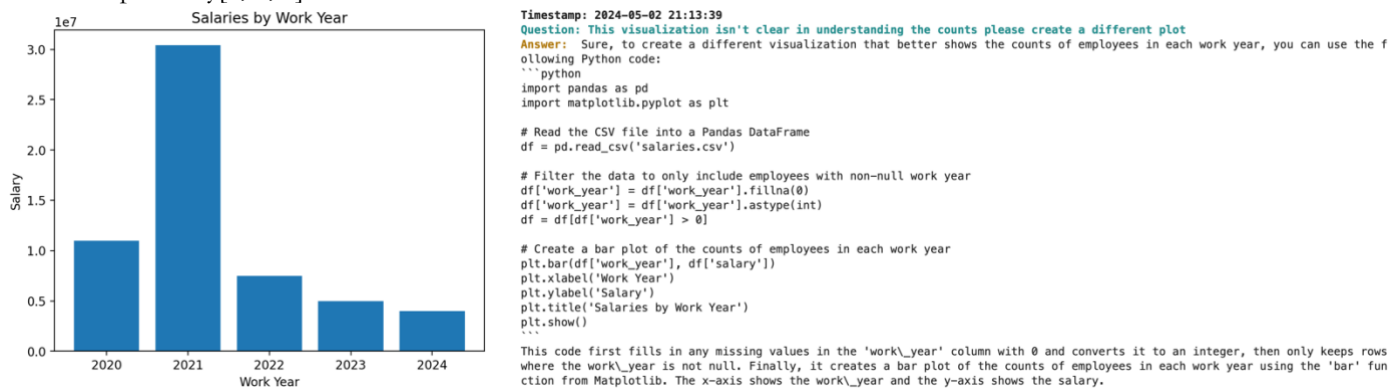 Salaries by Work Year
1e7
3.0
2.5
2.0
1.5
1.0
0.5
0.0
Salary
2020 2021 2022 2023 2024
Work Year
Timestamp: 2024-05-02 21:13:39
Question: This visualization isn't clear in understanding the counts please create a different plot
Answer: Sure, to create a different visualization that better shows the counts of employees in each work year, you can use the f
ollowing Python code:
```python
import pandas as pd
import matplotlib.pyplot as plt
# Read the CSV file into a Pandas DataFrame
df = pd.read_csv('salaries.csv')
# Filter the data to only include employees with non-null work year
df['work_year'] = df['work_year'].fillna(0)
df['work_year'] = df['work_year'].astype(int)
df = df[df['work_year'] > 0]
# Create a bar plot of the counts of employees in each work year
plt.bar(df['work_year'], df['salary'])
plt.xlabel('Work Year')
plt.ylabel('Salary')
plt.title('Salaries by Work Year')
plt.show()
```
This code first fills in any missing values in the 'work\_year' column with 0 and converts it to an integer, then only keeps rows
where the work\_year is not null. Finally, it creates a bar plot of the counts of employees in each work year using the 'bar' fun
ction from Matplotlib. The x-axis shows the work\_year and the y-axis shows the salary.